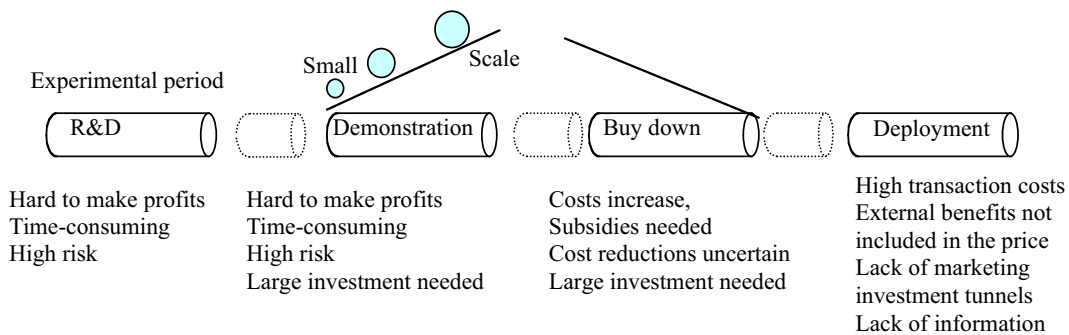 Small
Scale
Experimental period
R&D
Demonstration
Buy down
Deployment
Hard to make profits
Time-consuming
High risk
Hard to make profits
Time-consuming
High risk
Large investment needed
Costs increase,
Subsidies needed
Cost reductions uncertain
Large investment needed
High transaction costs
External benefits not
included in the price
Lack of marketing
investment tunnels
Lack of information